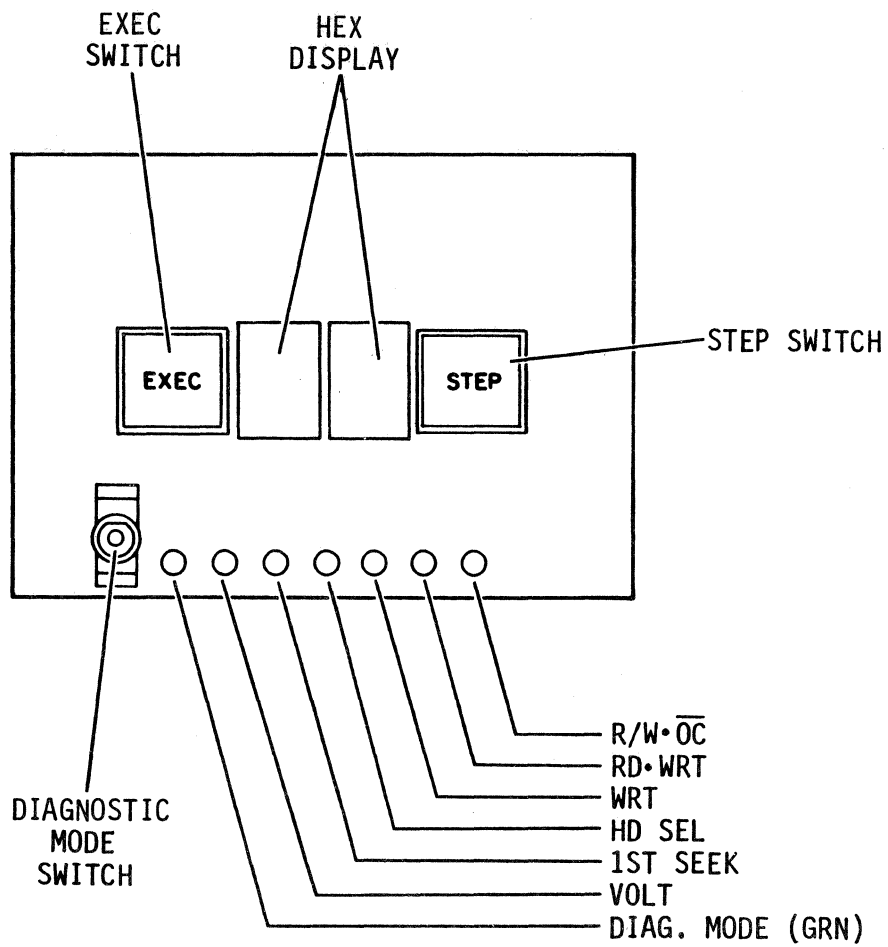 EXEC
SWITCH
HEX
DISPLAY
EXEC
STEP
STEP SWITCH
DIAGNOSTIC
MODE
SWITCH
R/W•O̅C̅
RD•WRT
WRT
HD SEL
1ST SEEK
VOLT
DIAG. MODE (GRN)